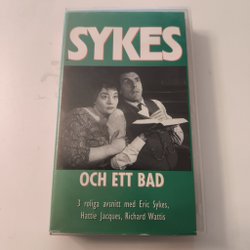 SYKES
OCH ETT BAD
3 roliga avsnitt med Eric Sykes,
Hattie Jacques, Richard Wattis